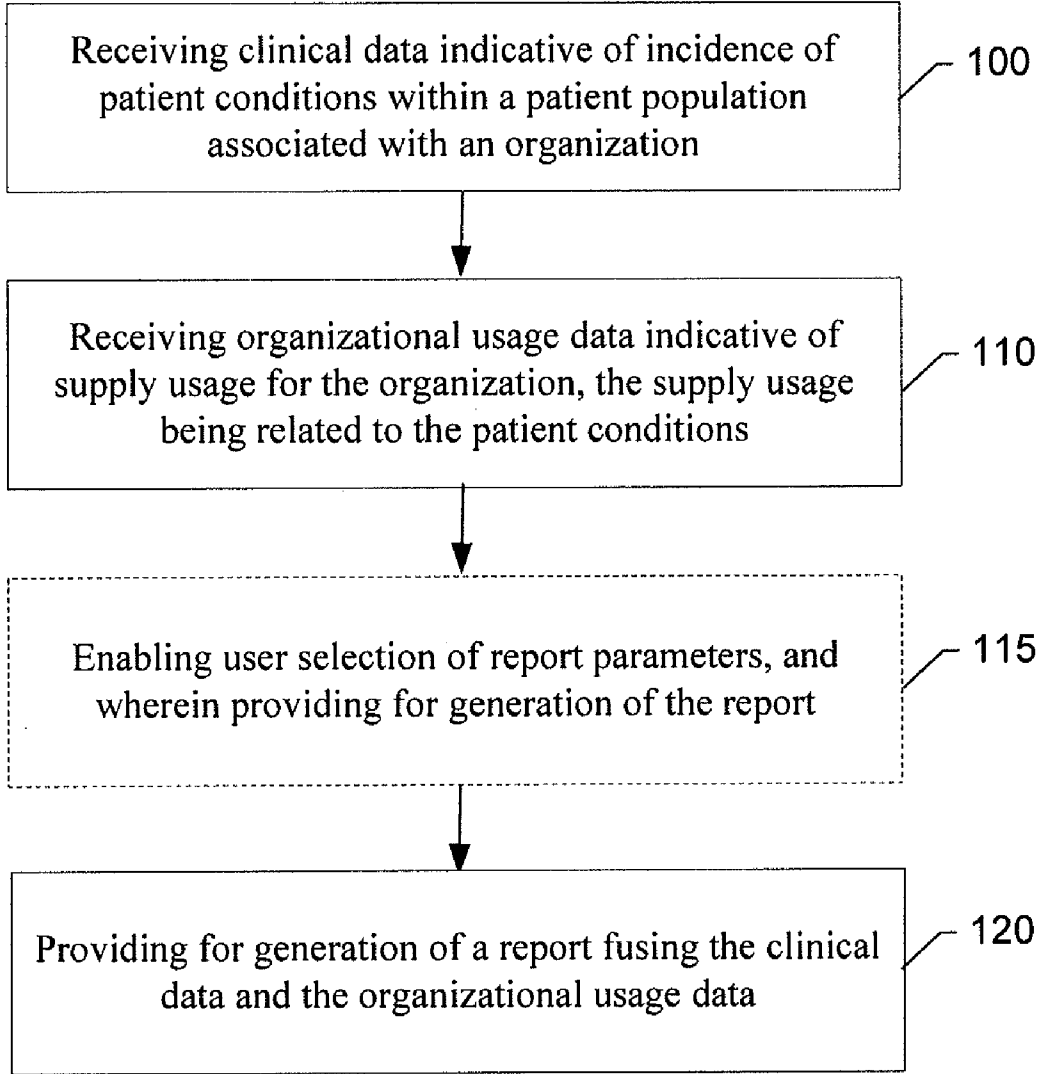 Receiving clinical data indicative of incidence of
patient conditions within a patient population
associated with an organization
100
Receiving organizational usage data indicative of
supply usage for the organization, the supply usage
being related to the patient conditions
110
Enabling user selection of report parameters, and
wherein providing for generation of the report
115
Providing for generation of a report fusing the clinical
data and the organizational usage data
120